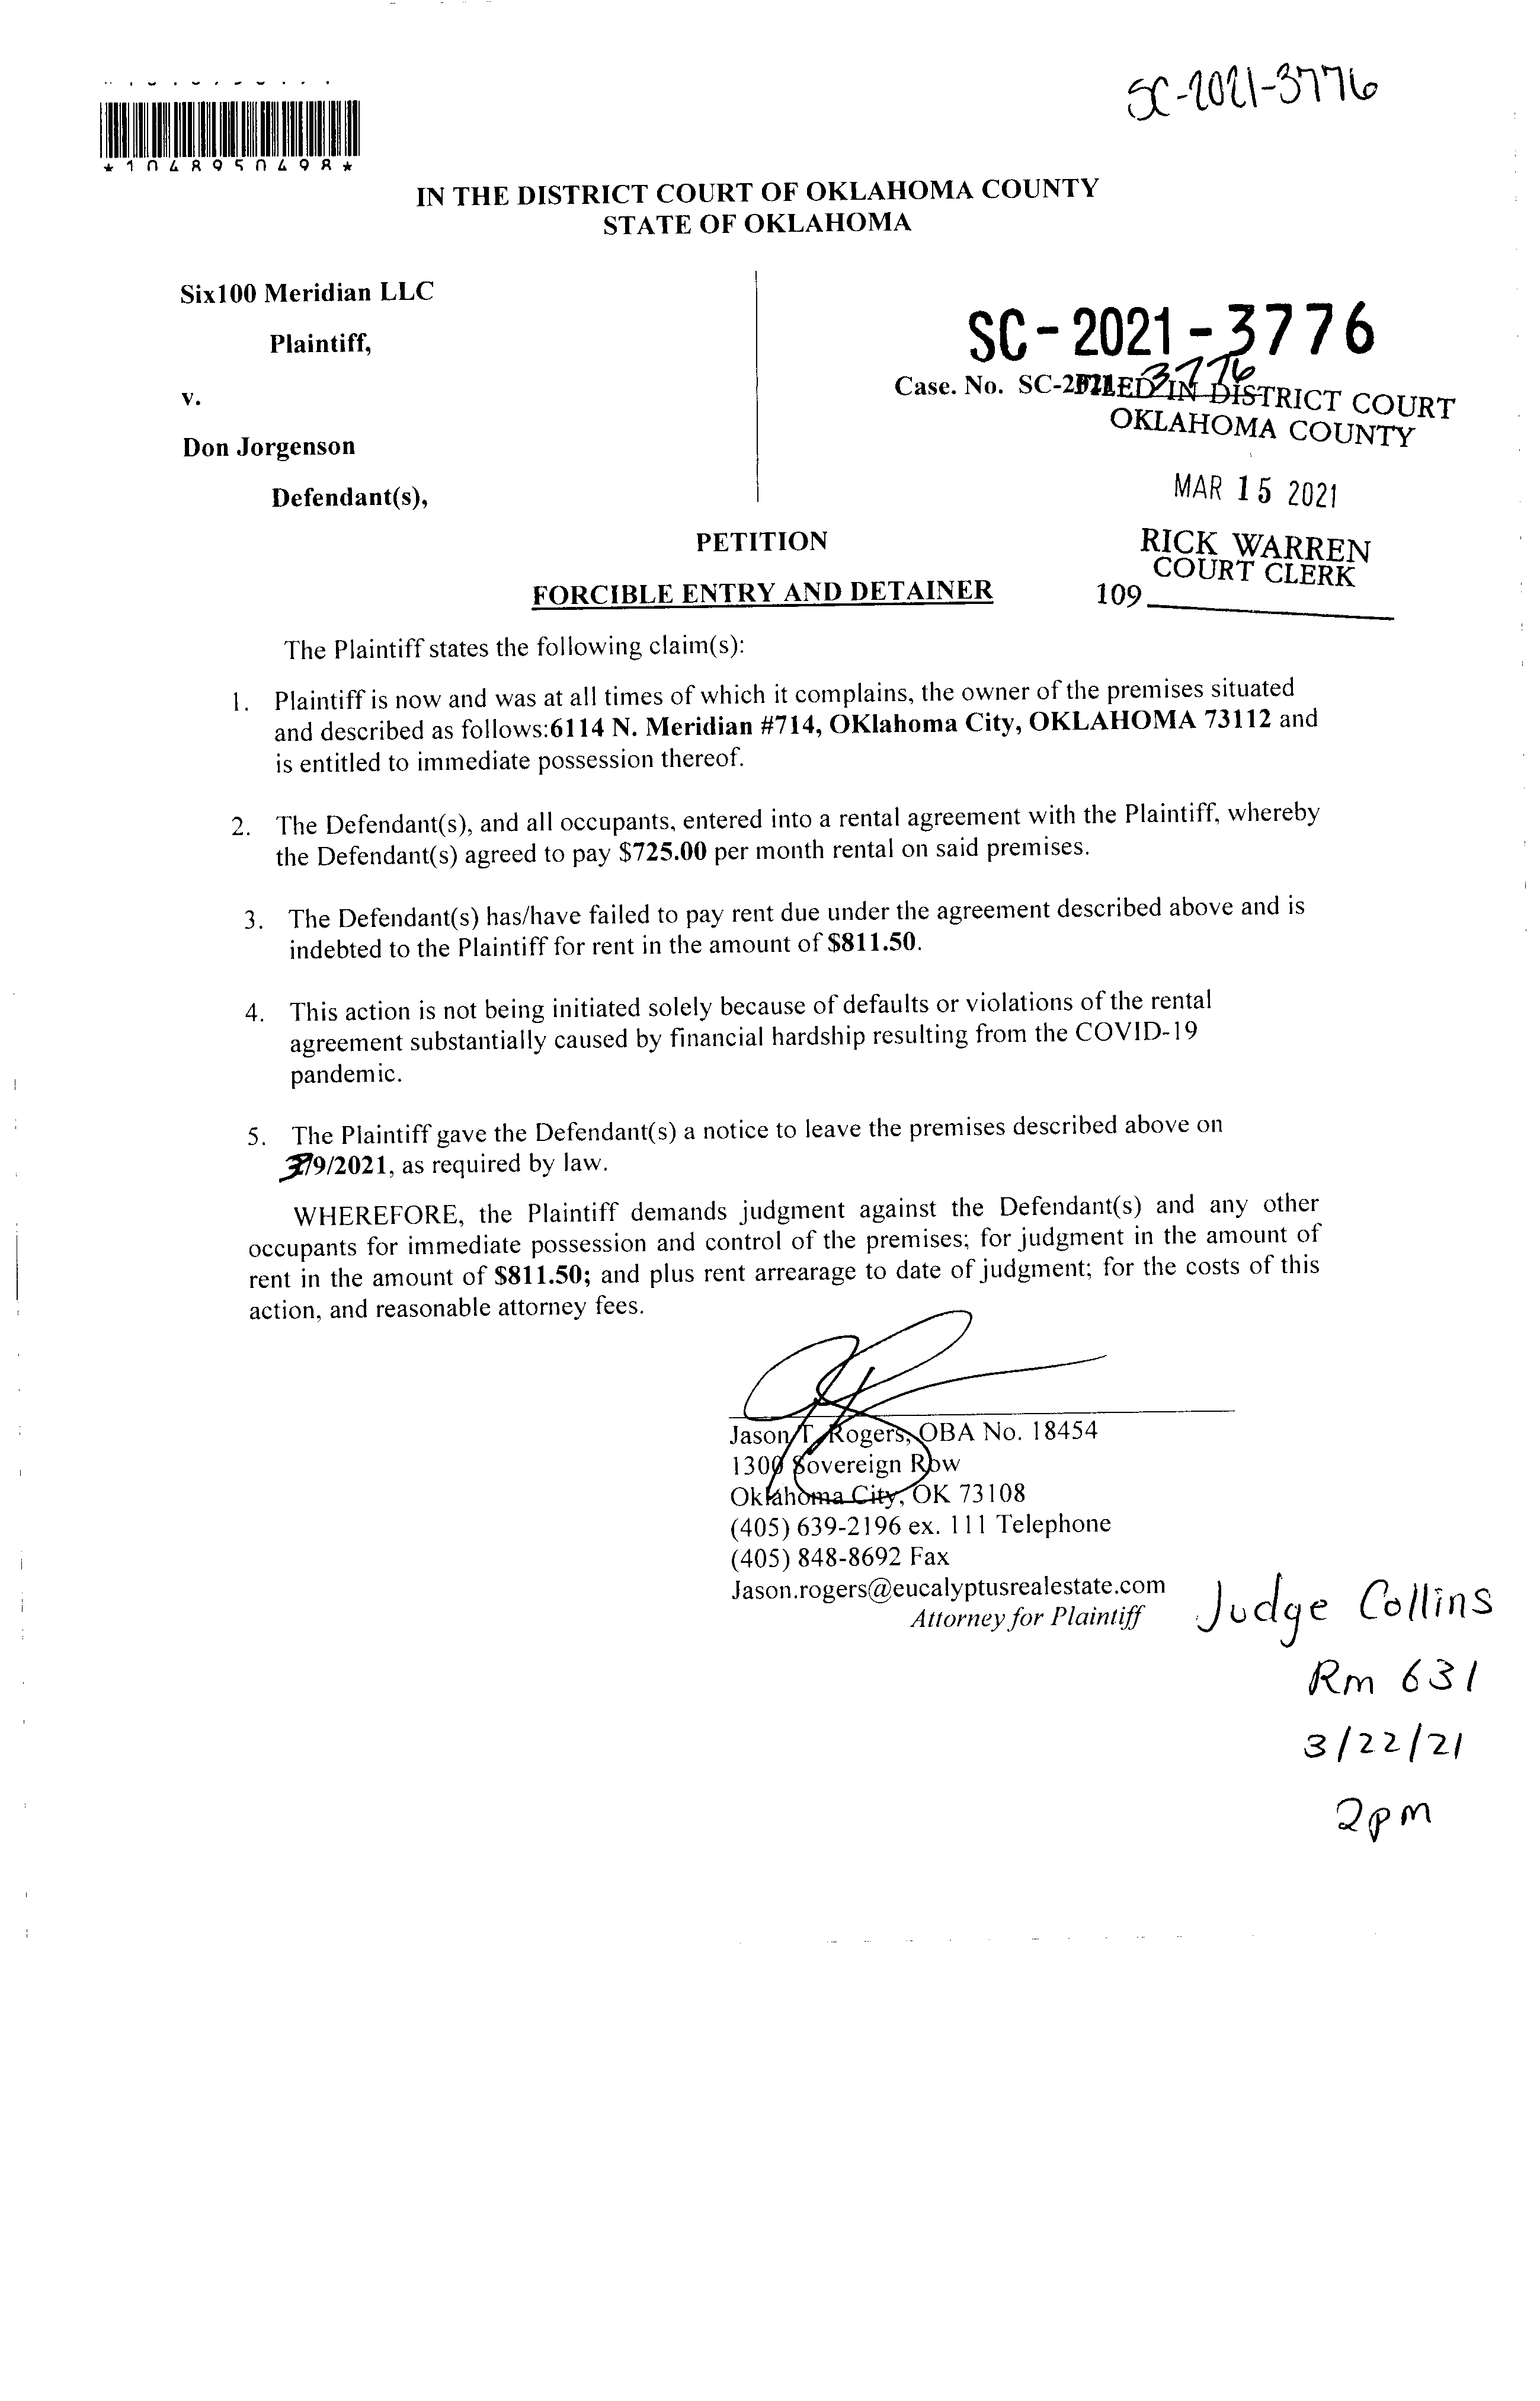 SC-2021-3776
*1048950498*
IN THE DISTRICT COURT OF OKLAHOMA COUNTY
STATE OF OKLAHOMA
Six100 Meridian LLC
Plaintiff,
v.
Don Jorgenson
Defendant(s),
SC-2021-3776
Case. No. SC-2021-3776
FILED IN DISTRICT COURT
OKLAHOMA COUNTY
MAR 15 2021
RICK WARREN
COURT CLERK
109
PETITION
FORCIBLE ENTRY AND DETAINER
The Plaintiff states the following claim(s):
1. Plaintiff is now and was at all times of which it complains, the owner of the premises situated
and described as follows:6114 N. Meridian #714, OKlahoma City, OKLAHOMA 73112 and
is entitled to immediate possession thereof.
2. The Defendant(s), and all occupants, entered into a rental agreement with the Plaintiff, whereby
the Defendant(s) agreed to pay $725.00 per month rental on said premises.
3. The Defendant(s) has/have failed to pay rent due under the agreement described above and is
indebted to the Plaintiff for rent in the amount of $811.50.
4. This action is not being initiated solely because of defaults or violations of the rental
agreement substantially caused by financial hardship resulting from the COVID-19
pandemic.
5. The Plaintiff gave the Defendant(s) a notice to leave the premises described above on
3/9/2021, as required by law.
WHEREFORE, the Plaintiff demands judgment against the Defendant(s) and any other
occupants for immediate possession and control of the premises; for judgment in the amount of
rent in the amount of $811.50; and plus rent arrearage to date of judgment; for the costs of this
action, and reasonable attorney fees.
Jason T. Rogers, OBA No. 18454
1300 Sovereign Row
Oklahoma City, OK 73108
(405) 639-2196 ex. 111 Telephone
(405) 848-8692 Fax
Jason.rogers@eucalyptusrealestate.com
Attorney for Plaintiff
Judge Collins
Rm 631
3/22/21
2pm